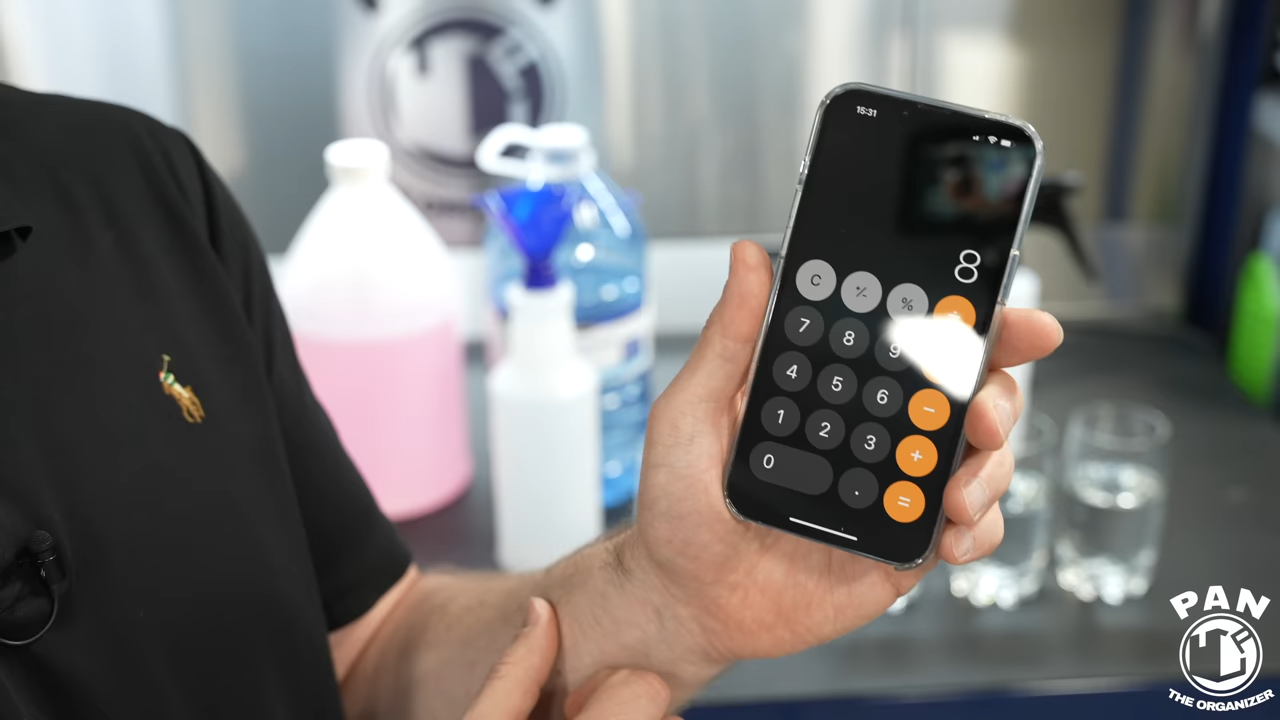 15:31
8
C +/- %
7 8 9
4 5 6 −
1 2 3 +
0 . =
PAN
THE ORGANIZER